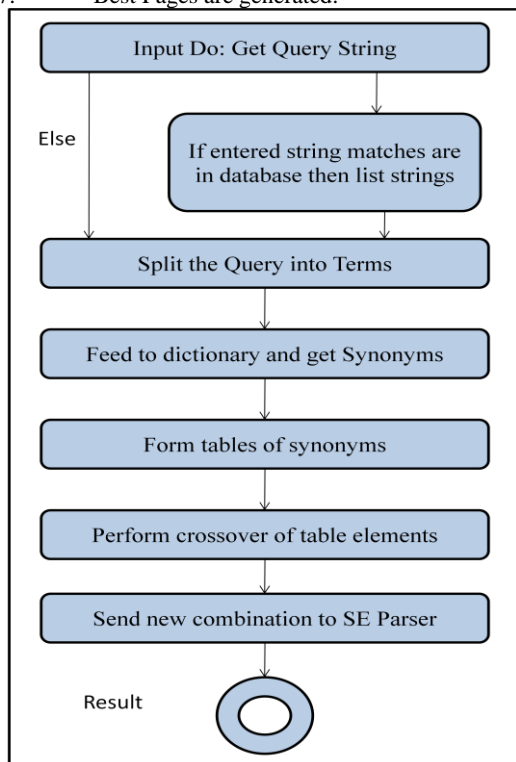 7. Best Pages are generated.
Input Do: Get Query String
Else
If entered string matches are
in database then list strings
Split the Query into Terms
Feed to dictionary and get Synonyms
Form tables of synonyms
Perform crossover of table elements
Send new combination to SE Parser
Result